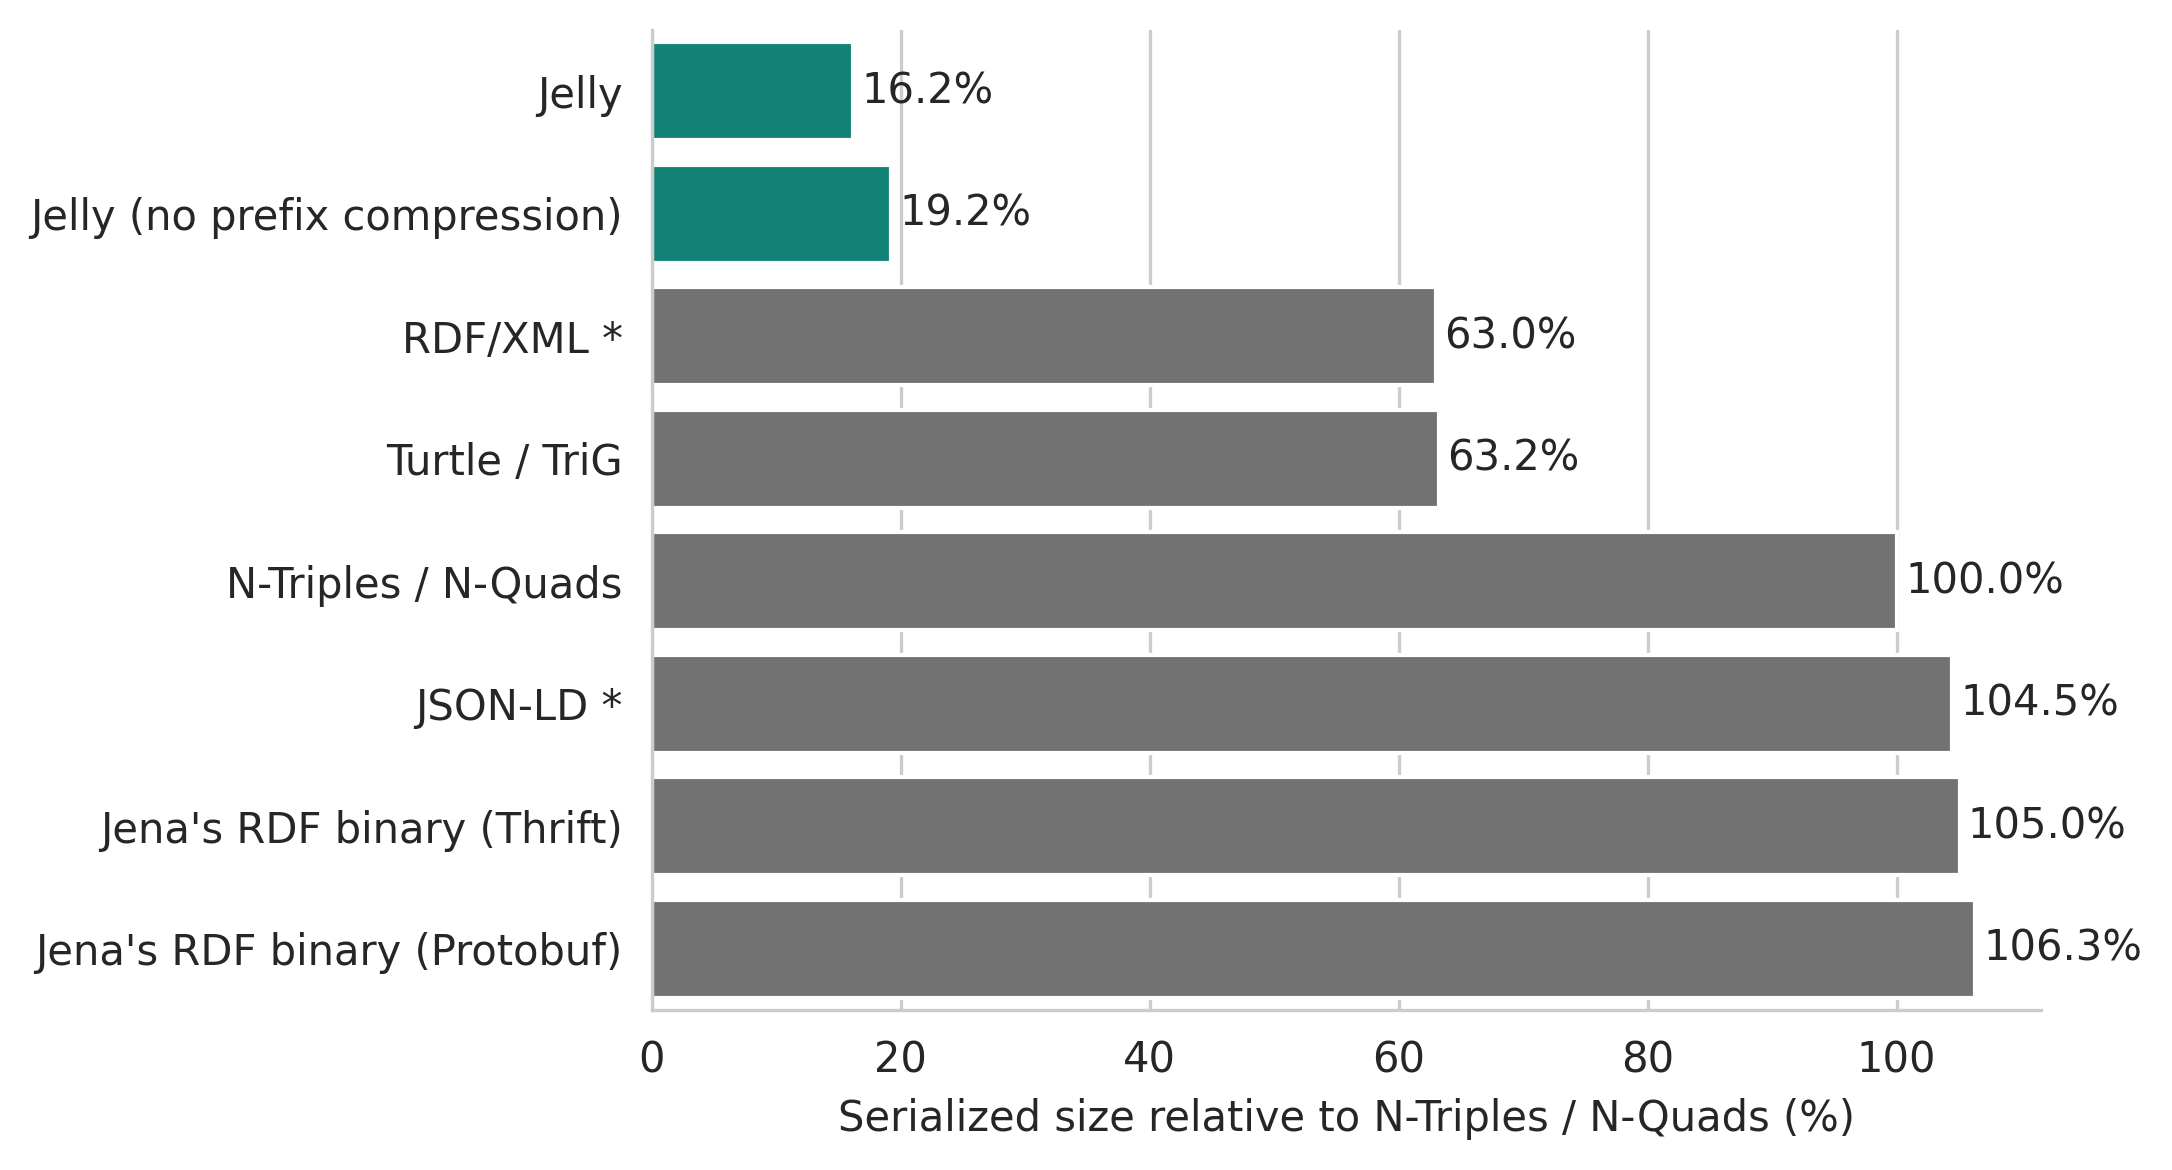 Jelly 16.2%
Jelly (no prefix compression) 19.2%
RDF/XML * 63.0%
Turtle / TriG 63.2%
N-Triples / N-Quads 100.0%
JSON-LD * 104.5%
Jena's RDF binary (Thrift) 105.0%
Jena's RDF binary (Protobuf) 106.3%
0 20 40 60 80 100
Serialized size relative to N-Triples / N-Quads (%)